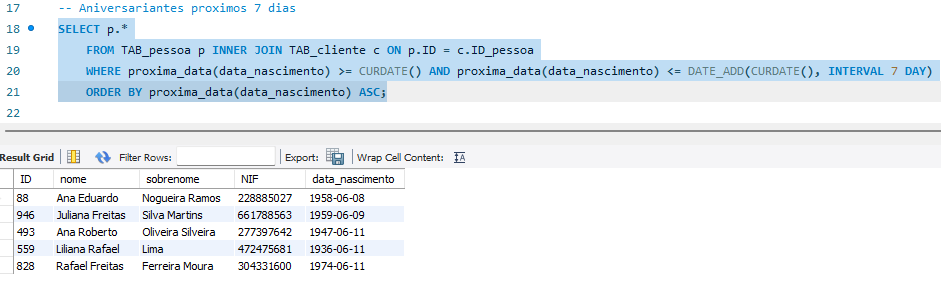 17 -- Aniversariantes proximos 7 dias
18 SELECT p.*
19 FROM TAB_pessoa p INNER JOIN TAB_cliente c ON p.ID = c.ID_pessoa
20 WHERE proxima_data(data_nascimento) >= CURDATE() AND proxima_data(data_nascimento) <= DATE_ADD(CURDATE(), INTERVAL 7 DAY)
21 ORDER BY proxima_data(data_nascimento) ASC;
22
Result Grid Filter Rows: Export: Wrap Cell Content:
ID nome sobrenome NIF data_nascimento
88 Ana Eduardo Nogueira Ramos 228885027 1958-06-08
946 Juliana Freitas Silva Martins 661788563 1959-06-09
493 Ana Roberto Oliveira Silveira 277397642 1947-06-11
559 Liliana Rafael Lima 472475681 1936-06-11
828 Rafael Freitas Ferreira Moura 304331600 1974-06-11